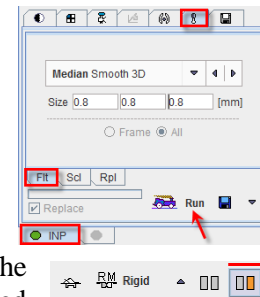 Median Smooth 3D
Size 0.8 0.8 0.8 [mm]
Frame All
Flt Scl Rpl
Replace Run
INP
the
RM Rigid